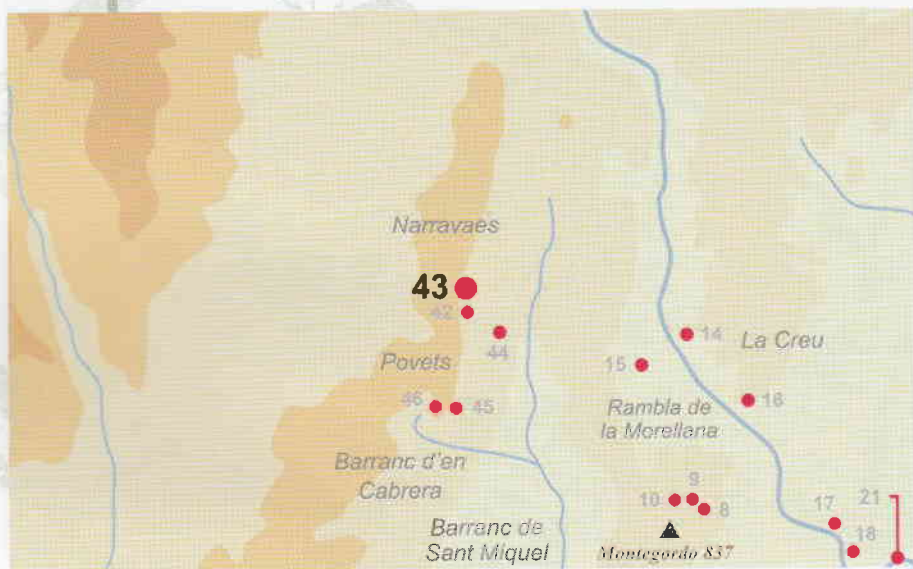 Narravaes
43
42
44
14
La Creu
Povets
15
46
45
16
Rambla de
la Morellana
Barranc d'en
Cabrera
9
10
8
21
17
Barranc de
Sant Miquel
18
Montegordo 837